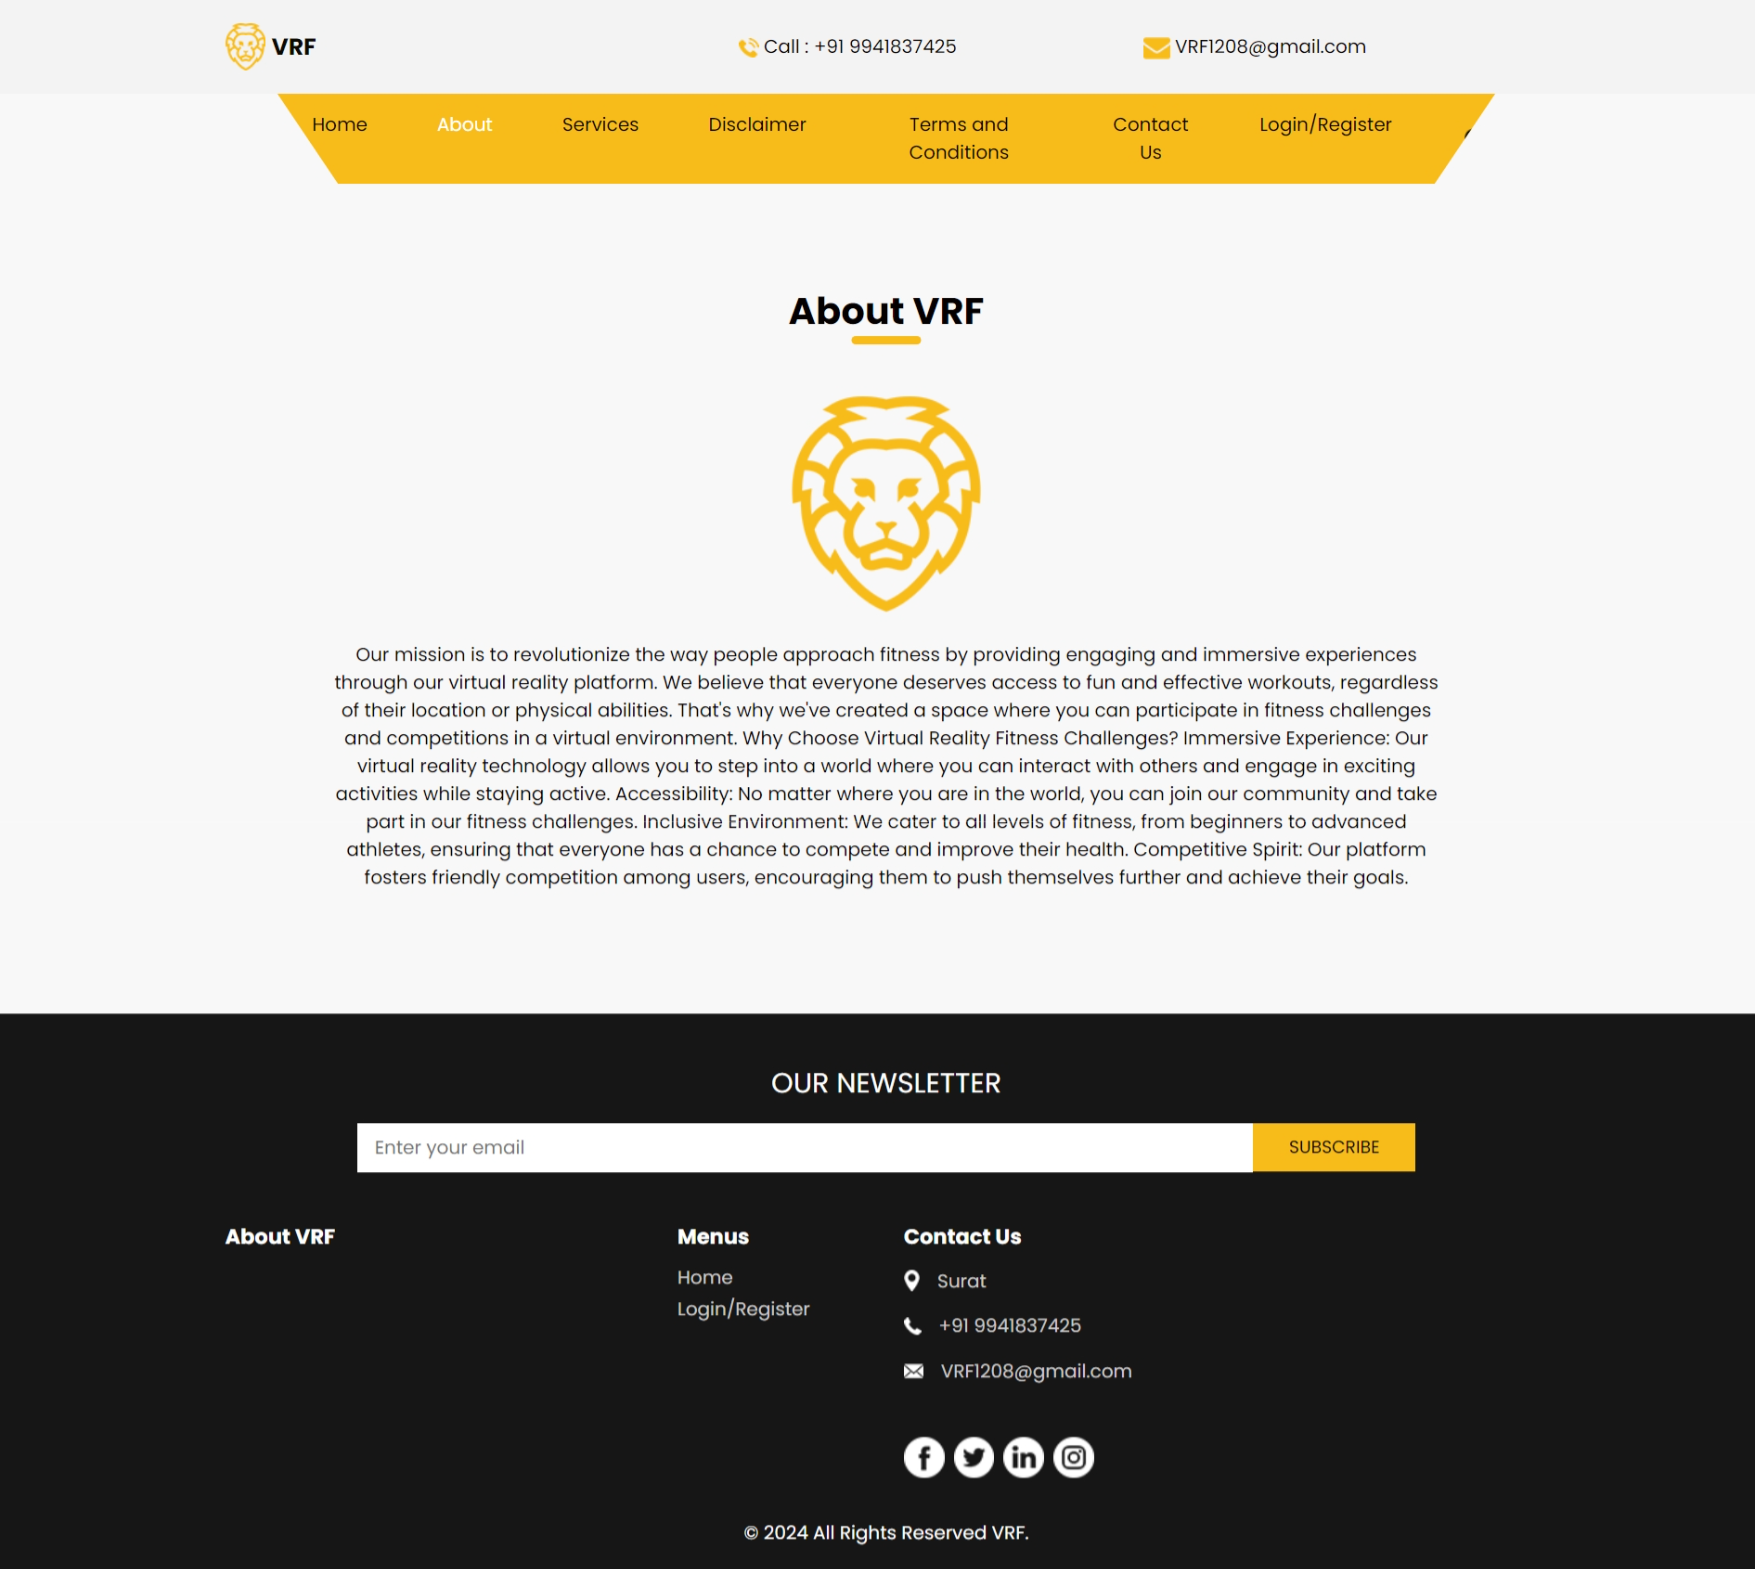 VRF
Call : +91 9941837425
VRF1208@gmail.com
Home
About
Services
Disclaimer
Terms and
Conditions
Contact
Us
Login/Register
About VRF
Our mission is to revolutionize the way people approach fitness by providing engaging and immersive experiences
through our virtual reality platform. We believe that everyone deserves access to fun and effective workouts, regardless
of their location or physical abilities. That's why we've created a space where you can participate in fitness challenges
and competitions in a virtual environment. Why Choose Virtual Reality Fitness Challenges? Immersive Experience: Our
virtual reality technology allows you to step into a world where you can interact with others and engage in exciting
activities while staying active. Accessibility: No matter where you are in the world, you can join our community and take
part in our fitness challenges. Inclusive Environment: We cater to all levels of fitness, from beginners to advanced
athletes, ensuring that everyone has a chance to compete and improve their health. Competitive Spirit: Our platform
fosters friendly competition among users, encouraging them to push themselves further and achieve their goals.
OUR NEWSLETTER
Enter your email
SUBSCRIBE
About VRF
Menus
Home
Login/Register
Contact Us
Surat
+91 9941837425
VRF1208@gmail.com
© 2024 All Rights Reserved VRF.